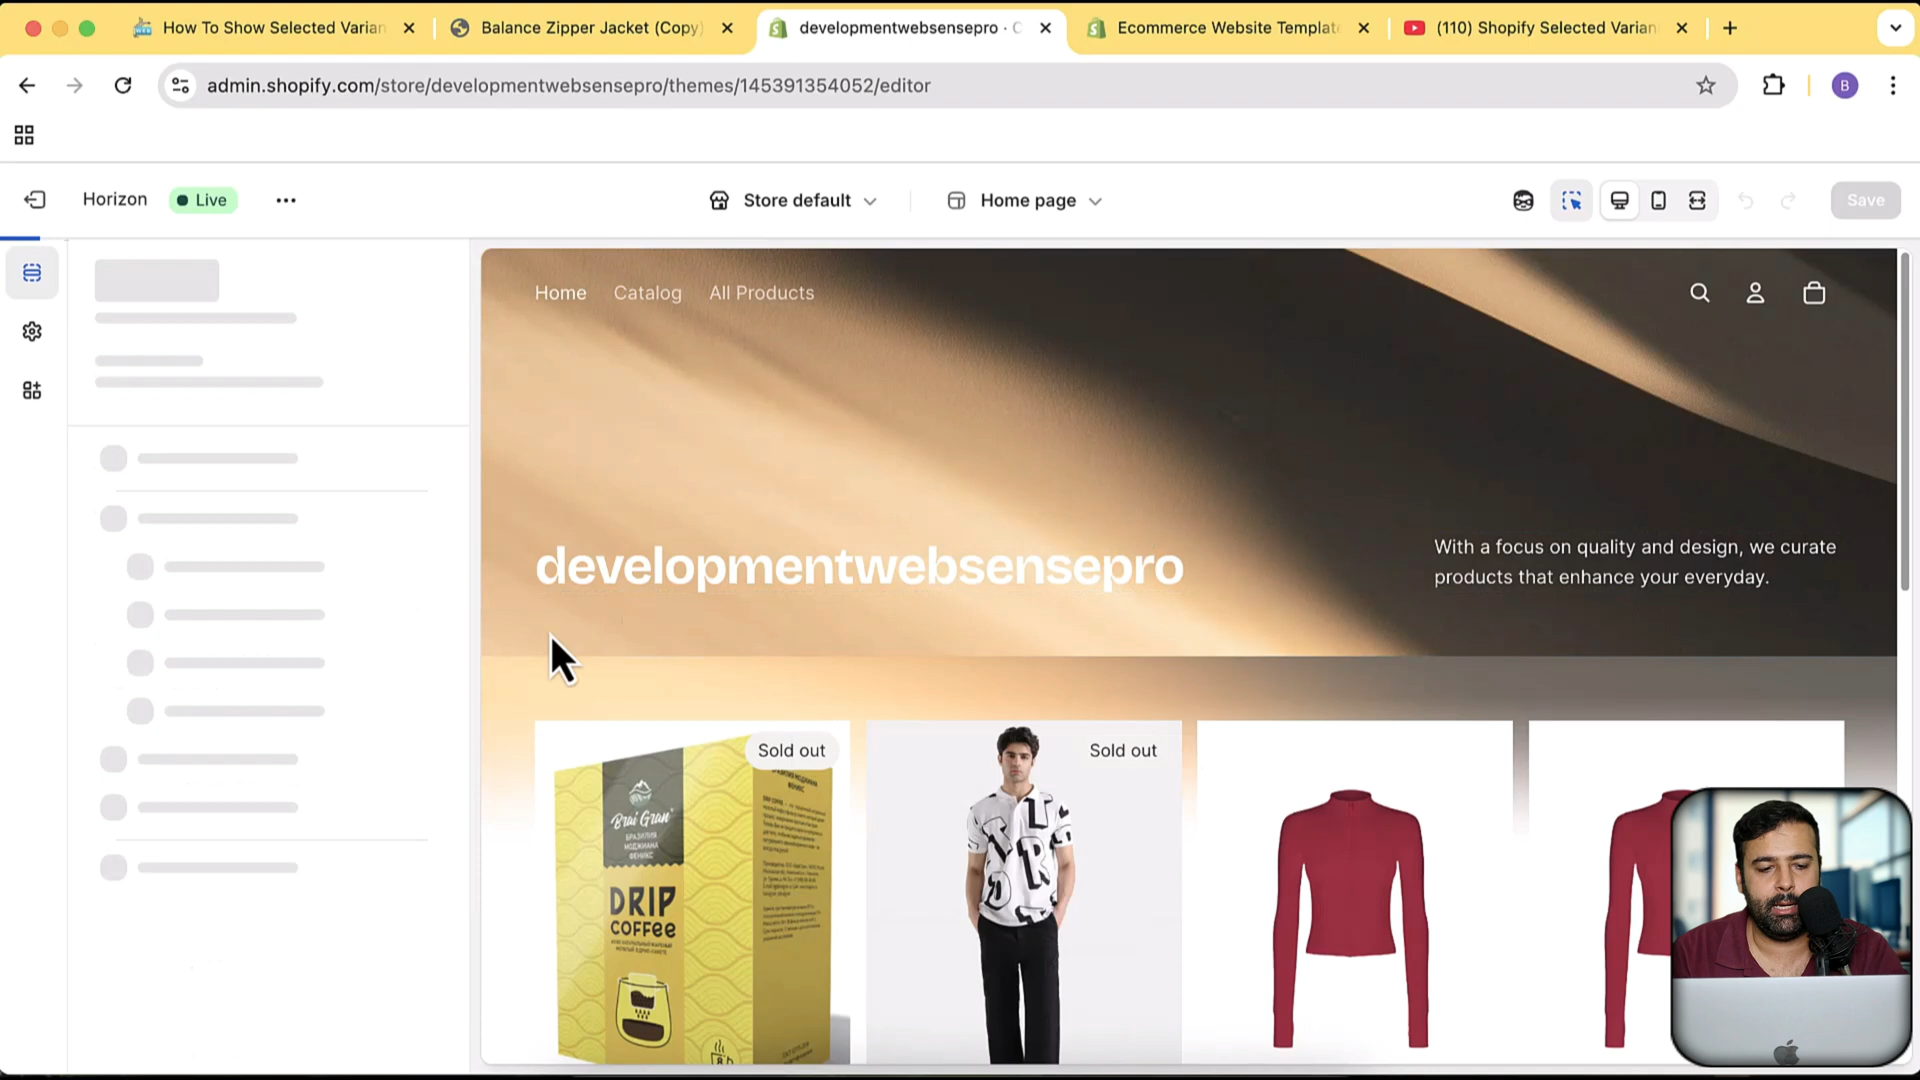 How To Show Selected Varian
Balance Zipper Jacket (Copy)
developmentwebsensepro · C
Ecommerce Website Template
(110) Shopify Selected Varian
admin.shopify.com/store/developmentwebsensepro/themes/145391354052/editor
B
Horizon
Live
Store default
Home page
Save
Home
Catalog
All Products
developmentwebsensepro
With a focus on quality and design, we curate
products that enhance your everyday.
Sold out
Sold out
Brai Gran
БРАЗИЛИЯ
МОДЖИАНА
ФЕНИКС
DRIP
COFFEE